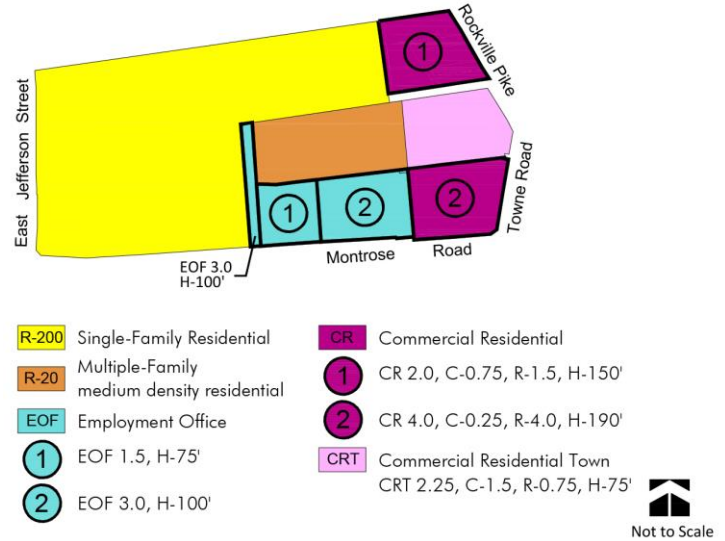 Rockville Pike
1
East Jefferson Street
Towne Road
1
2
2
Montrose Road
EOF 3.0
H-100'
R-200 Single-Family Residential
R-20 Multiple-Family
medium density residential
EOF Employment Office
1 EOF 1.5, H-75'
2 EOF 3.0, H-100'
CR Commercial Residential
1 CR 2.0, C-0.75, R-1.5, H-150'
2 CR 4.0, C-0.25, R-4.0, H-190'
CRT Commercial Residential Town
CRT 2.25, C-1.5, R-0.75, H-75'
Not to Scale